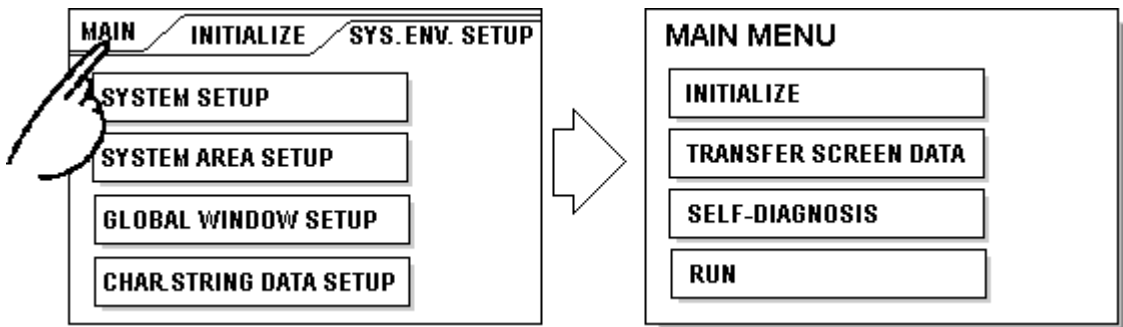 MAIN INITIALIZE SYS.ENV. SETUP
SYSTEM SETUP
SYSTEM AREA SETUP
GLOBAL WINDOW SETUP
CHAR.STRING DATA SETUP
MAIN MENU
INITIALIZE
TRANSFER SCREEN DATA
SELF-DIAGNOSIS
RUN